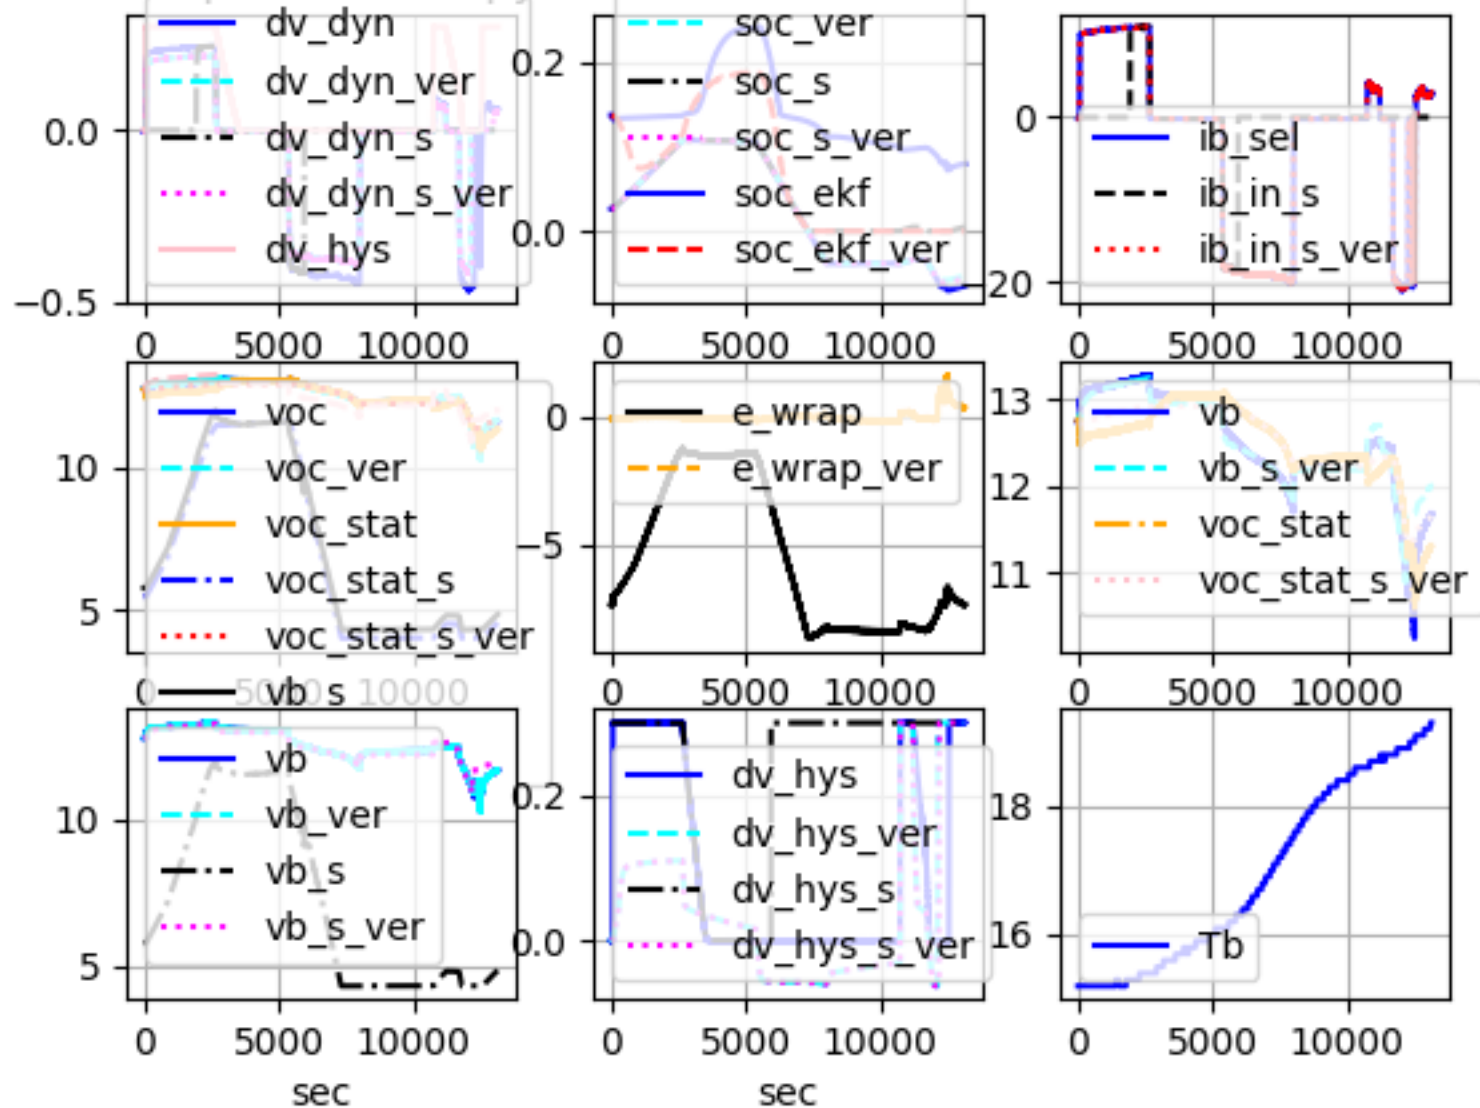 dv_dyn
dv_dyn_ver
dv_dyn_s
dv_dyn_s_ver
dv_hys
0.0
−0.5
0 5000 10000
soc_ver
soc_s
soc_s_ver
soc_ekf
soc_ekf_ver
0.2
0.0
0 5000 10000
ib_sel
ib_in_s
ib_in_s_ver
0
20
0 5000 10000
voc
voc_ver
voc_stat
voc_stat_s
voc_stat_s_ver
vb_s
10
5
0 5000 10000
e_wrap
e_wrap_ver
0
−5
0 5000 10000
vb
vb_s_ver
voc_stat
voc_stat_s_ver
13
12
11
0 5000 10000
vb
vb_ver
vb_s
vb_s_ver
10
5
0 5000 10000
sec
dv_hys
dv_hys_ver
dv_hys_s
dv_hys_s_ver
0.2
0.0
0 5000 10000
sec
Tb
18
16
0 5000 10000